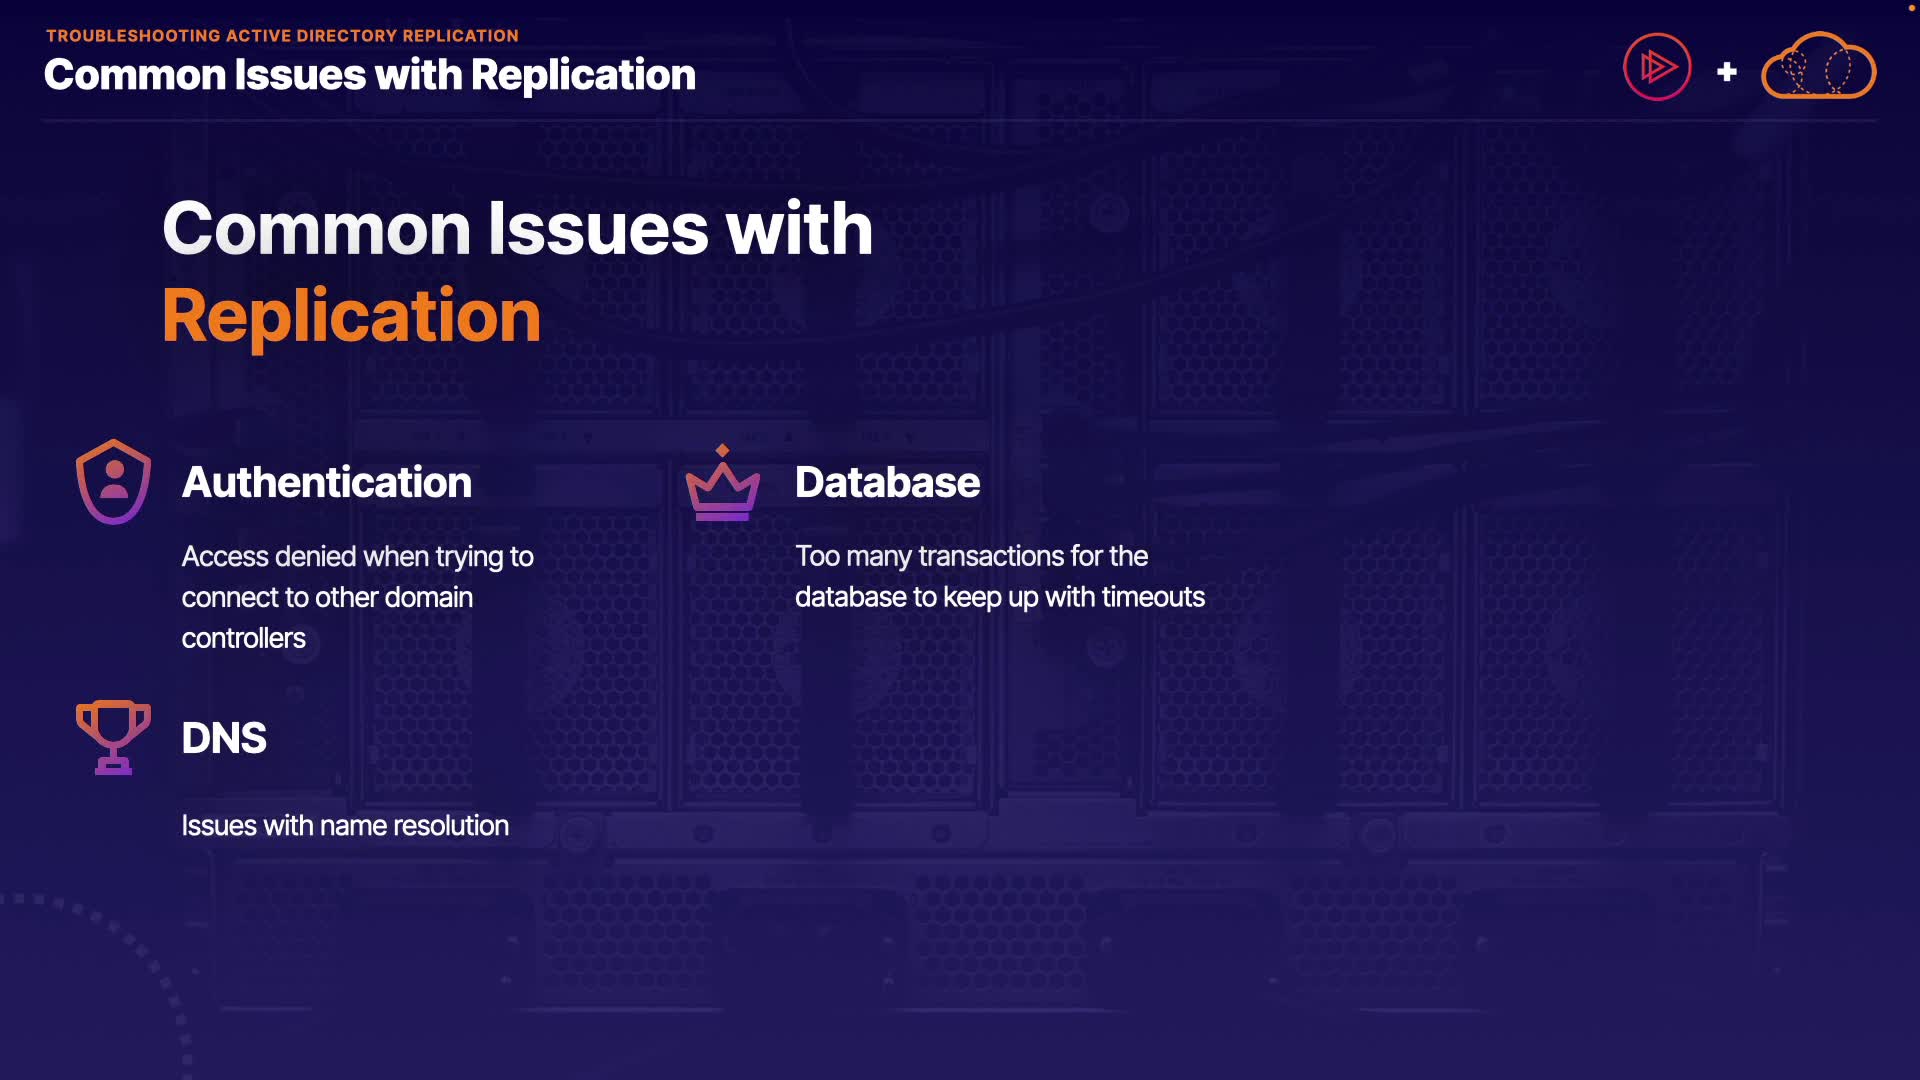 TROUBLESHOOTING ACTIVE DIRECTORY REPLICATION
Common Issues with Replication
Common Issues with
Replication
Authentication
Access denied when trying to
connect to other domain
controllers
Database
Too many transactions for the
database to keep up with timeouts
DNS
Issues with name resolution